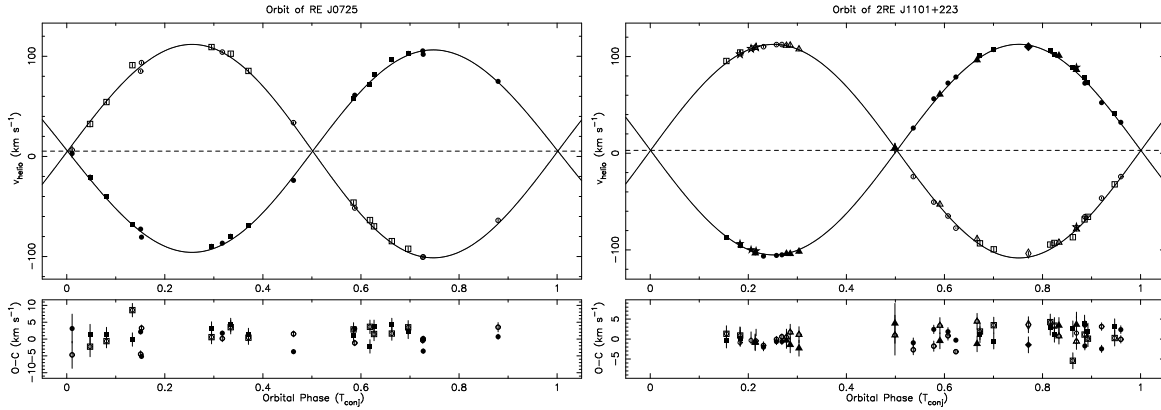 Orbit of RE J0725
v_helio (km s⁻¹)
100
0
−100
O−C (km s⁻¹)
10
5
0
−5
−10
0 0.2 0.4 0.6 0.8 1
Orbital Phase (T_conj)
Orbit of 2RE J1101+223
v_helio (km s⁻¹)
100
0
−100
O−C (km s⁻¹)
5
0
−5
0 0.2 0.4 0.6 0.8 1
Orbital Phase (T_conj)